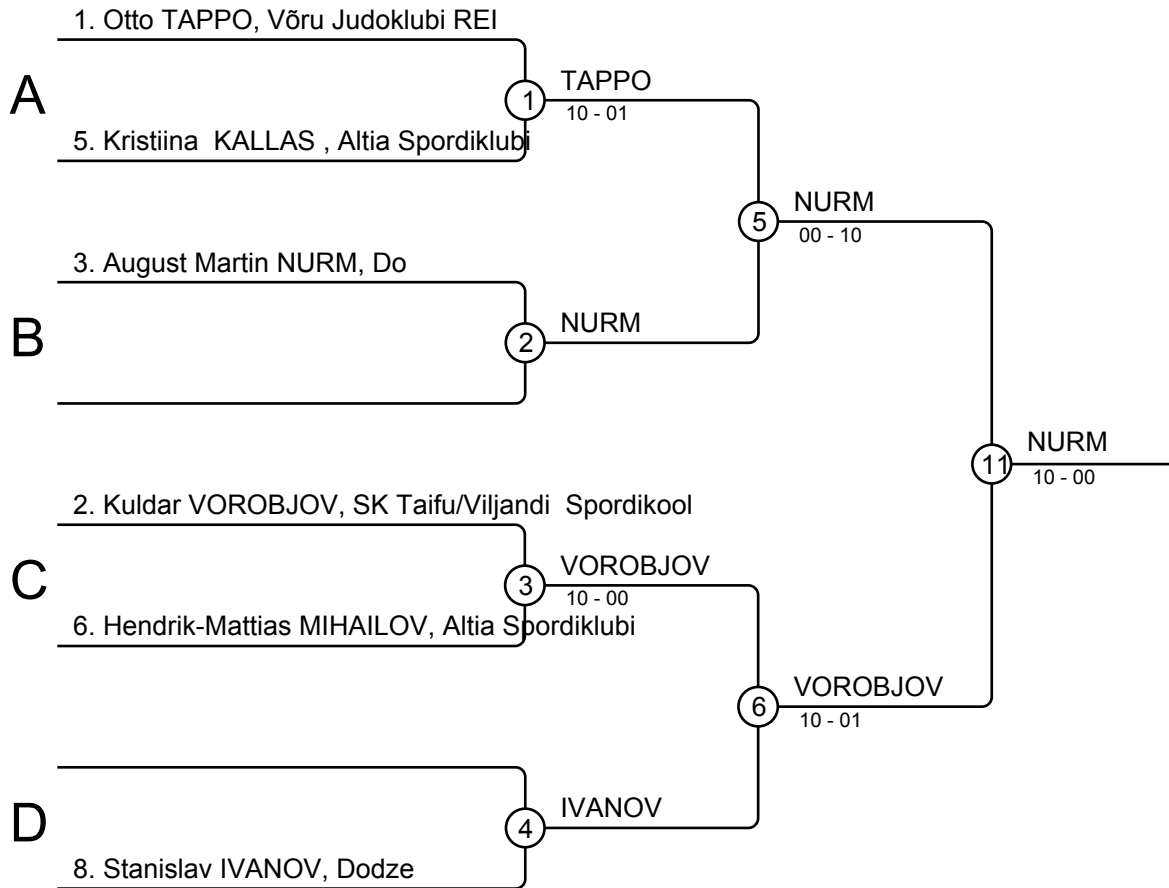 1. Otto TAPPO, Võru Judoklubi REI
A
1
TAPPO
10 - 01
5. Kristiina  KALLAS , Altia Spordiklubi
5
NURM
00 - 10
3. August Martin NURM, Do
B
2
NURM
11
NURM
10 - 00
2. Kuldar VOROBJOV, SK Taifu/Viljandi  Spordikool
C
3
VOROBJOV
10 - 00
6. Hendrik-Mattias MIHAILOV, Altia Spordiklubi
6
VOROBJOV
10 - 01
D
4
IVANOV
8. Stanislav IVANOV, Dodze